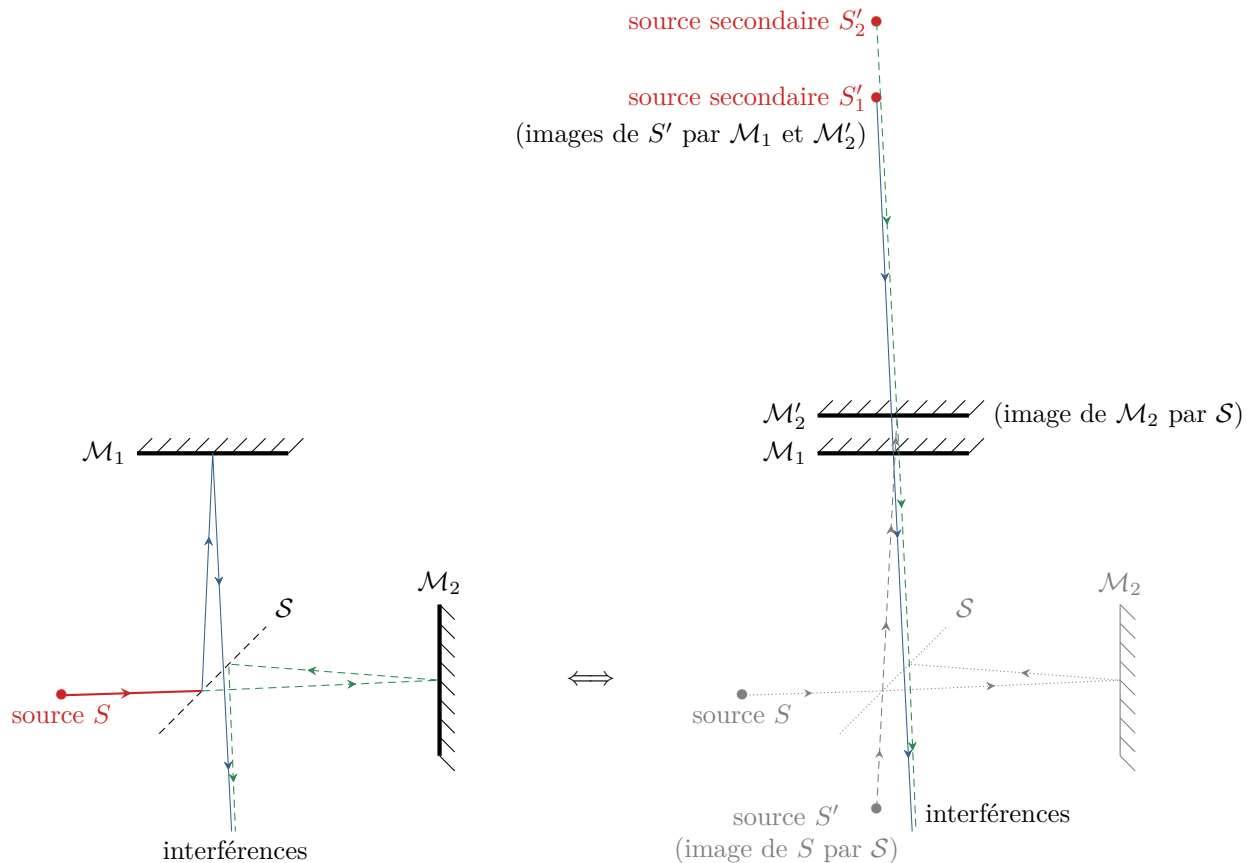 source secondaire S′₂
source secondaire S′₁
(images de S′ par ℳ₁ et ℳ′₂)
ℳ₁
𝒮
ℳ₂
source S
interférences
⟺
ℳ′₂
(image de ℳ₂ par 𝒮)
ℳ₁
𝒮
ℳ₂
source S
source S′
(image de S par 𝒮)
interférences